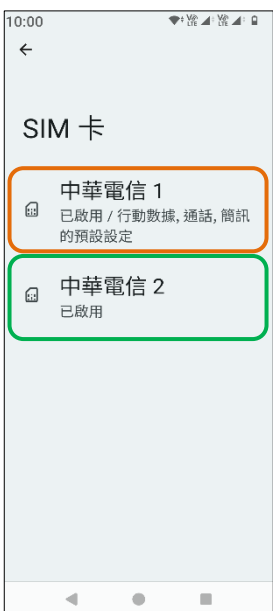 10:00
SIM 卡
中華電信 1
已啟用 / 行動數據, 通話, 簡訊
的預設設定
中華電信 2
已啟用